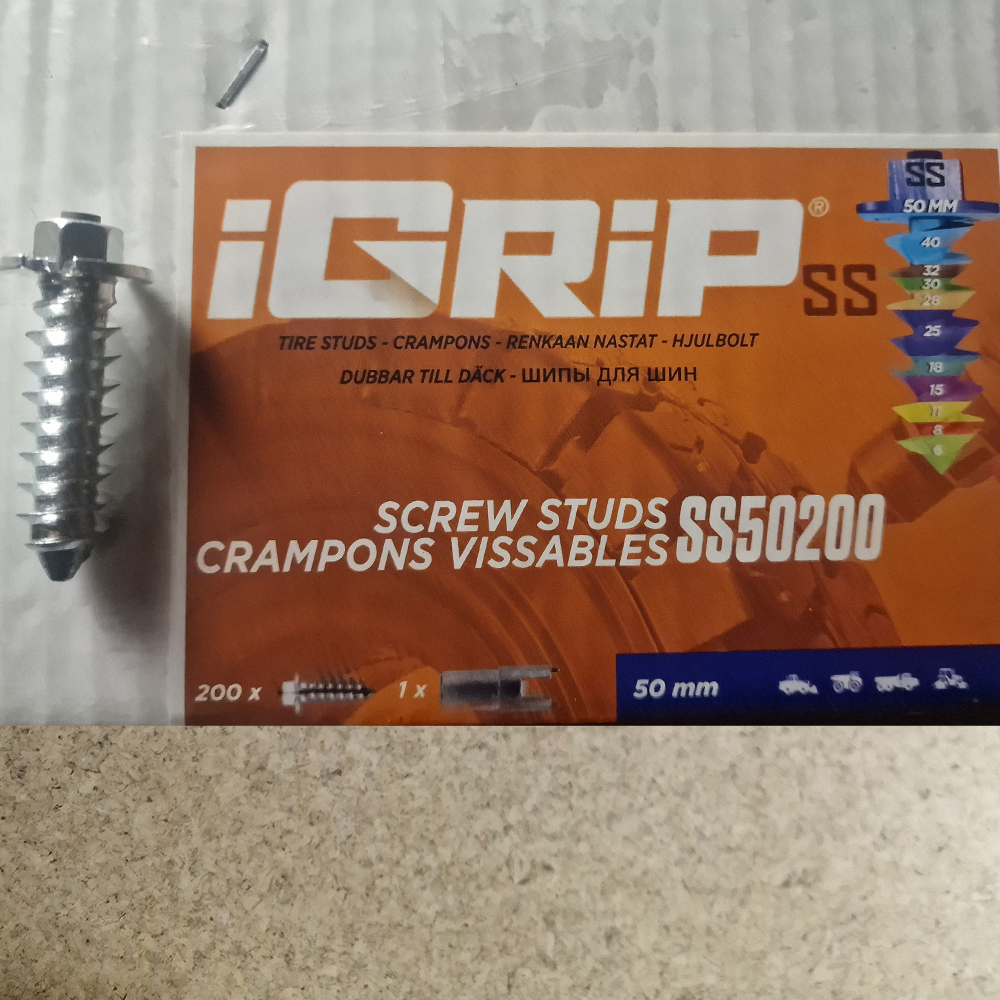 iGRiP® SS
TIRE STUDS - CRAMPONS - RENKAAN NASTAT - HJULBOLT
DUBBAR TILL DÄCK - ШИПЫ ДЛЯ ШИН
SS
50 MM
40
32
30
28
25
18
15
11
8
6
SCREW STUDS
CRAMPONS VISSABLES
SS50200
200 x
1 x
50 mm